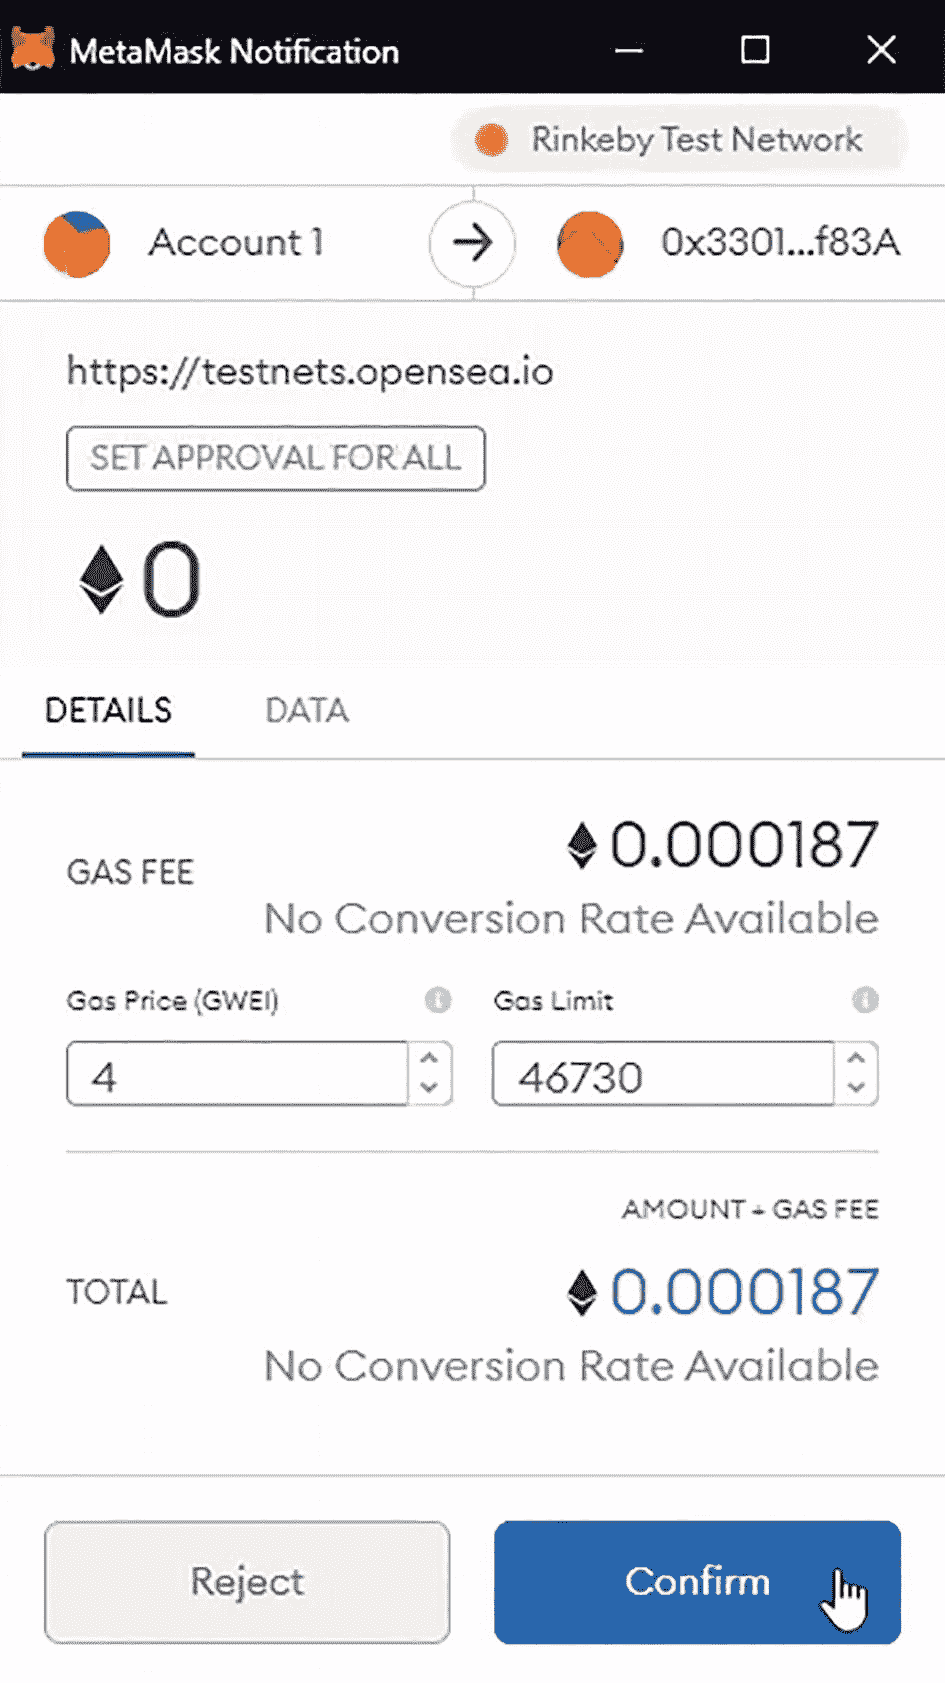 MetaMask Notification
Rinkeby Test Network
Account 1
0x3301...f83A
https://testnets.opensea.io
SET APPROVAL FOR ALL
0
DETAILS
DATA
GAS FEE
0.000187
No Conversion Rate Available
Gas Price (GWEI)
Gas Limit
4
46730
AMOUNT + GAS FEE
TOTAL
0.000187
No Conversion Rate Available
Reject
Confirm